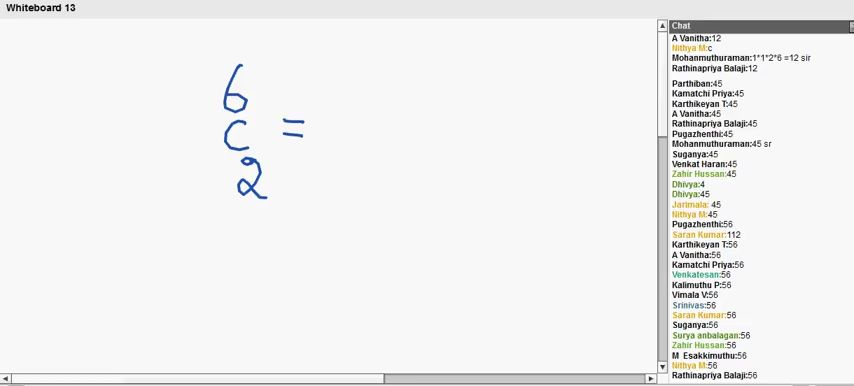 Whiteboard 13
6
C =
2
Chat
A Vanitha:12
Nithya M:c
Mohanmuthuraman:1*1*2*6 =12 sir
Rathinapriya Balaji:12
Parthiban:45
Kamatchi Priya:45
Karthikeyan T:45
A Vanitha:45
Rathinapriya Balaji:45
Pugazhenthi:45
Mohanmuthuraman:45 sr
Suganya:45
Venkat Haran:45
Zahir Hussan:45
Dhivya:4
Dhivya:45
Jarimala: 45
Nithya M:45
Pugazhenthi:56
Saran Kumar:112
Karthikeyan T:56
A Vanitha:56
Kamatchi Priya:56
Venkatesan:56
Kalimuthu P:56
Vimala V:56
Srinivas:56
Saran Kumar:56
Suganya:56
Surya anbalagan:56
Zahir Hussan:56
M Esakkimuthu:56
Nithya M:56
Rathinapriya Balaji:56